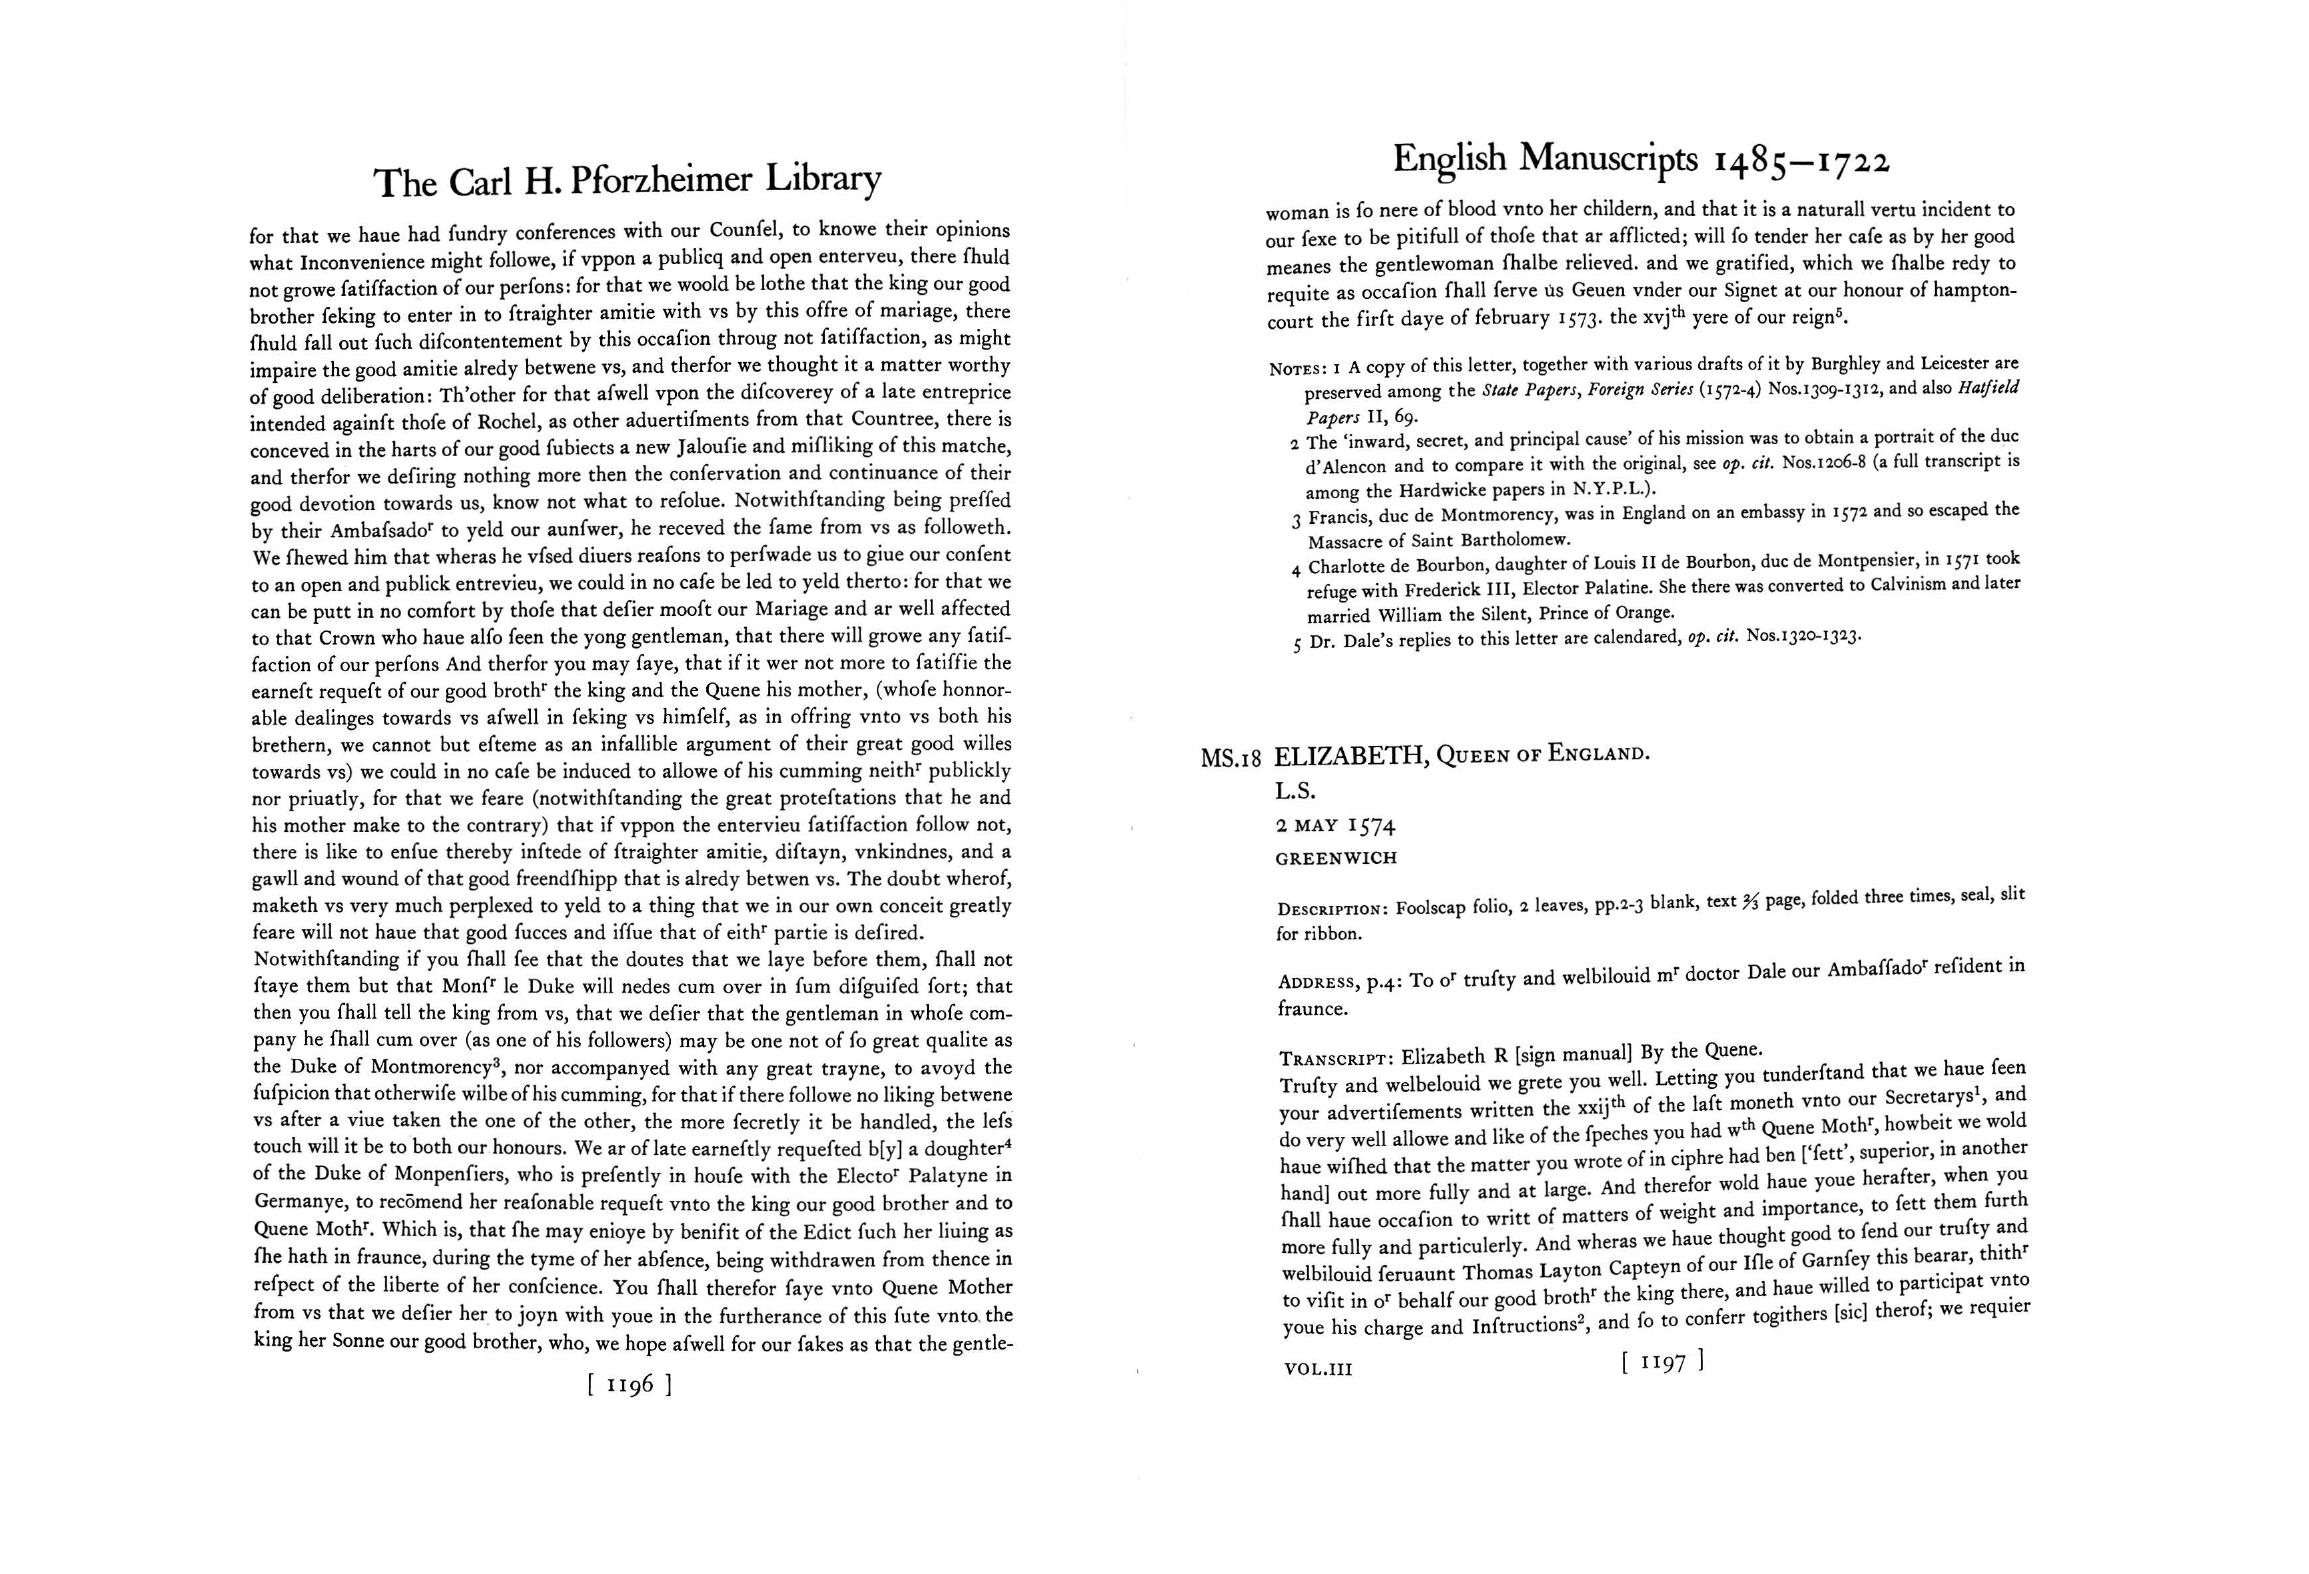 The Carl H. Pforzheimer Library
for that we haue had ſundry conferences with our Counſel, to knowe their opinions
what Inconvenience might followe, if vppon a publicq and open enterveu, there ſhuld
not growe ſatiſfaction of our perſons: for that we woold be lothe that the king our good
brother ſeking to enter in to ſtraighter amitie with vs by this offre of mariage, there
ſhuld fall out ſuch diſcontentement by this occaſion throug not ſatiſfaction, as might
impaire the good amitie alredy betwene vs, and therfor we thought it a matter worthy
of good deliberation: Th'other for that aſwell vpon the diſcoverey of a late entreprice
intended againſt thoſe of Rochel, as other aduertiſments from that Countree, there is
conceved in the harts of our good ſubiects a new Jalouſie and miſliking of this matche,
and therfor we deſiring nothing more then the conſervation and continuance of their
good devotion towards us, know not what to reſolue. Notwithſtanding being preſſed
by their Ambaſsadoʳ to yeld our aunſwer, he receved the ſame from vs as followeth.
We ſhewed him that wheras he vſsed diuers reaſons to perſwade us to giue our conſent
to an open and publick entrevieu, we could in no caſe be led to yeld therto: for that we
can be putt in no comfort by thoſe that deſier mooſt our Mariage and ar well affected
to that Crown who haue alſo ſeen the yong gentleman, that there will growe any ſatiſ-
faction of our perſons And therfor you may ſaye, that if it wer not more to ſatiſfie the
earneſt requeſt of our good brothʳ the king and the Quene his mother, (whoſe honnor-
able dealinges towards vs aſwell in ſeking vs himſelf, as in offring vnto vs both his
brethern, we cannot but eſteme as an infallible argument of their great good willes
towards vs) we could in no caſe be induced to allowe of his cumming neithʳ publickly
nor priuatly, for that we feare (notwithſtanding the great proteſtations that he and
his mother make to the contrary) that if vppon the entervieu ſatiſfaction follow not,
there is like to enſue thereby inſtede of ſtraighter amitie, diſtayn, vnkindnes, and a
gawll and wound of that good freendſhipp that is alredy betwen vs. The doubt wherof,
maketh vs very much perplexed to yeld to a thing that we in our own conceit greatly
feare will not haue that good ſucces and iſſue that of eithʳ partie is deſired.
Notwithſtanding if you ſhall ſee that the doutes that we laye before them, ſhall not
ſtaye them but that Monſʳ le Duke will nedes cum over in ſum diſguiſed ſort; that
then you ſhall tell the king from vs, that we deſier that the gentleman in whoſe com-
pany he ſhall cum over (as one of his followers) may be one not of ſo great qualite as
the Duke of Montmorency³, nor accompanyed with any great trayne, to avoyd the
ſuſpicion that otherwiſe wilbe of his cumming, for that if there followe no liking betwene
vs after a viue taken the one of the other, the more ſecretly it be handled, the leſs
touch will it be to both our honours. We ar of late earneſtly requeſted b[y] a doughter⁴
of the Duke of Monpenſiers, who is preſently in houſe with the Electoʳ Palatyne in
Germanye, to recōmend her reaſonable requeſt vnto the king our good brother and to
Quene Mothʳ. Which is, that ſhe may enioye by benifit of the Edict ſuch her liuing as
ſhe hath in fraunce, during the tyme of her abſence, being withdrawen from thence in
reſpect of the liberte of her conſcience. You ſhall therefor ſaye vnto Quene Mother
from vs that we deſier her to joyn with youe in the furtherance of this ſute vnto the
king her Sonne our good brother, who, we hope aſwell for our ſakes as that the gentle-
[ 1196 ]
English Manuscripts 1485–1722
woman is ſo nere of blood vnto her childern, and that it is a naturall vertu incident to
our ſexe to be pitifull of thoſe that ar afflicted; will ſo tender her caſe as by her good
meanes the gentlewoman ſhalbe relieved. and we gratified, which we ſhalbe redy to
requite as occaſion ſhall ſerve us Geuen vnder our Signet at our honour of hampton-
court the firſt daye of february 1573. the xvjᵗʰ yere of our reign⁵.
NOTES: 1 A copy of this letter, together with various drafts of it by Burghley and Leicester are
preserved among the State Papers, Foreign Series (1572-4) Nos.1309-1312, and also Hatfield
Papers II, 69.
2 The 'inward, secret, and principal cause' of his mission was to obtain a portrait of the duc
d'Alencon and to compare it with the original, see op. cit. Nos.1206-8 (a full transcript is
among the Hardwicke papers in N.Y.P.L.).
3 Francis, duc de Montmorency, was in England on an embassy in 1572 and so escaped the
Massacre of Saint Bartholomew.
4 Charlotte de Bourbon, daughter of Louis II de Bourbon, duc de Montpensier, in 1571 took
refuge with Frederick III, Elector Palatine. She there was converted to Calvinism and later
married William the Silent, Prince of Orange.
5 Dr. Dale's replies to this letter are calendared, op. cit. Nos.1320-1323.
MS.18 ELIZABETH, QUEEN OF ENGLAND.
L.S.
2 MAY 1574
GREENWICH
DESCRIPTION: Foolscap folio, 2 leaves, pp.2-3 blank, text ⅔ page, folded three times, seal, slit
for ribbon.
ADDRESS, p.4: To oʳ truſty and welbilouid mʳ doctor Dale our Ambaſſadoʳ reſident in
fraunce.
TRANSCRIPT: Elizabeth R [sign manual] By the Quene.
Truſty and welbelouid we grete you well. Letting you tunderſtand that we haue ſeen
your advertiſements written the xxijᵗʰ of the laſt moneth vnto our Secretarys¹, and
do very well allowe and like of the ſpeches you had wᵗʰ Quene Mothʳ, howbeit we wold
haue wiſhed that the matter you wrote of in ciphre had ben ['ſett', superior, in another
hand] out more fully and at large. And therefor wold haue youe herafter, when you
ſhall haue occaſion to writt of matters of weight and importance, to ſett them furth
more fully and particulerly. And wheras we haue thought good to ſend our truſty and
welbilouid ſeruaunt Thomas Layton Capteyn of our Iſle of Garnſey this bearar, thithʳ
to viſit in oʳ behalf our good brothʳ the king there, and haue willed to participat vnto
youe his charge and Inſtructions², and ſo to conferr togithers [sic] therof; we requier
VOL.III
[ 1197 ]